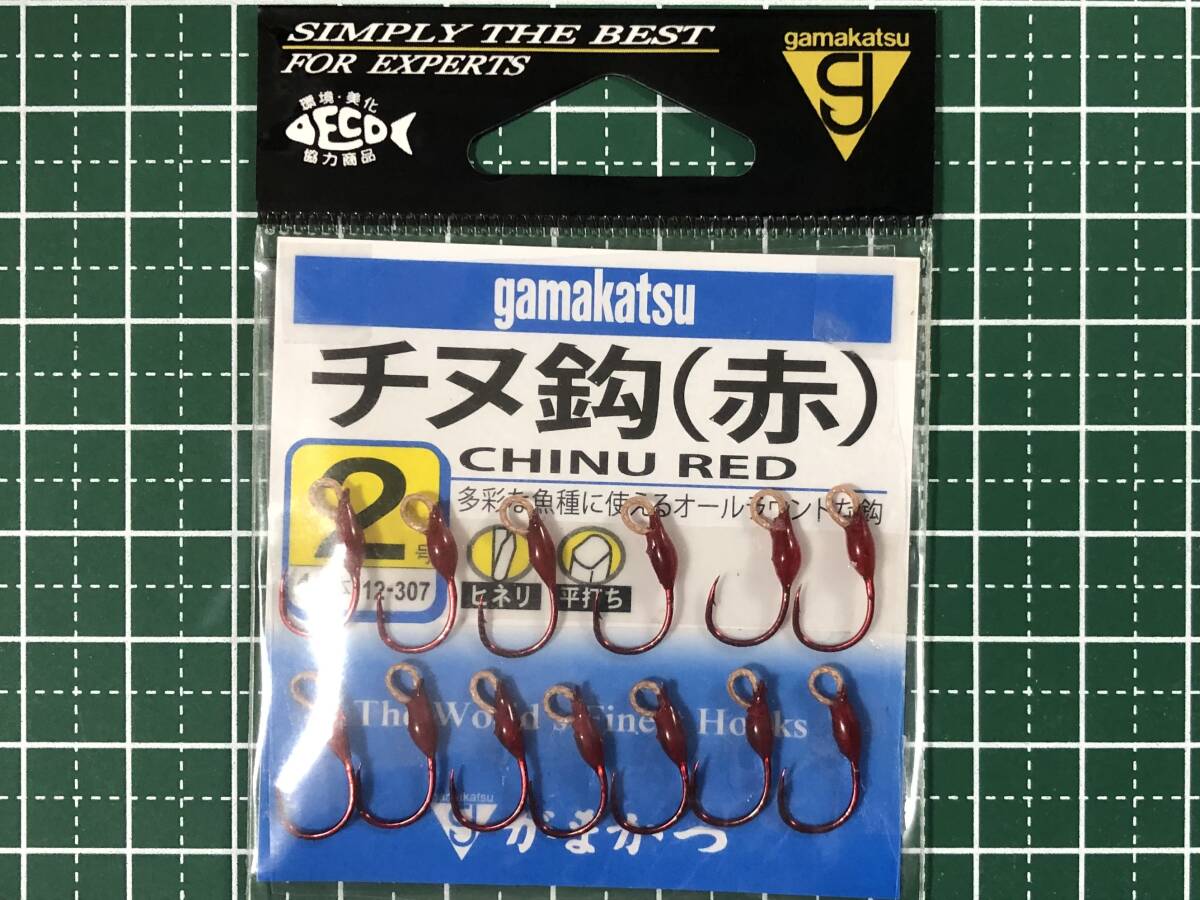 SIMPLY THE BEST
FOR EXPERTS
環境・美化
DECO
協力商品
gamakatsu
g
gamakatsu
チヌ鈎(赤)
CHINU RED
多彩な魚種に使えるオールラウンドな鈎
2
号
12-307
ヒネリ
平打ち
The World's Finest Hooks
gamakatsu
がまかつ